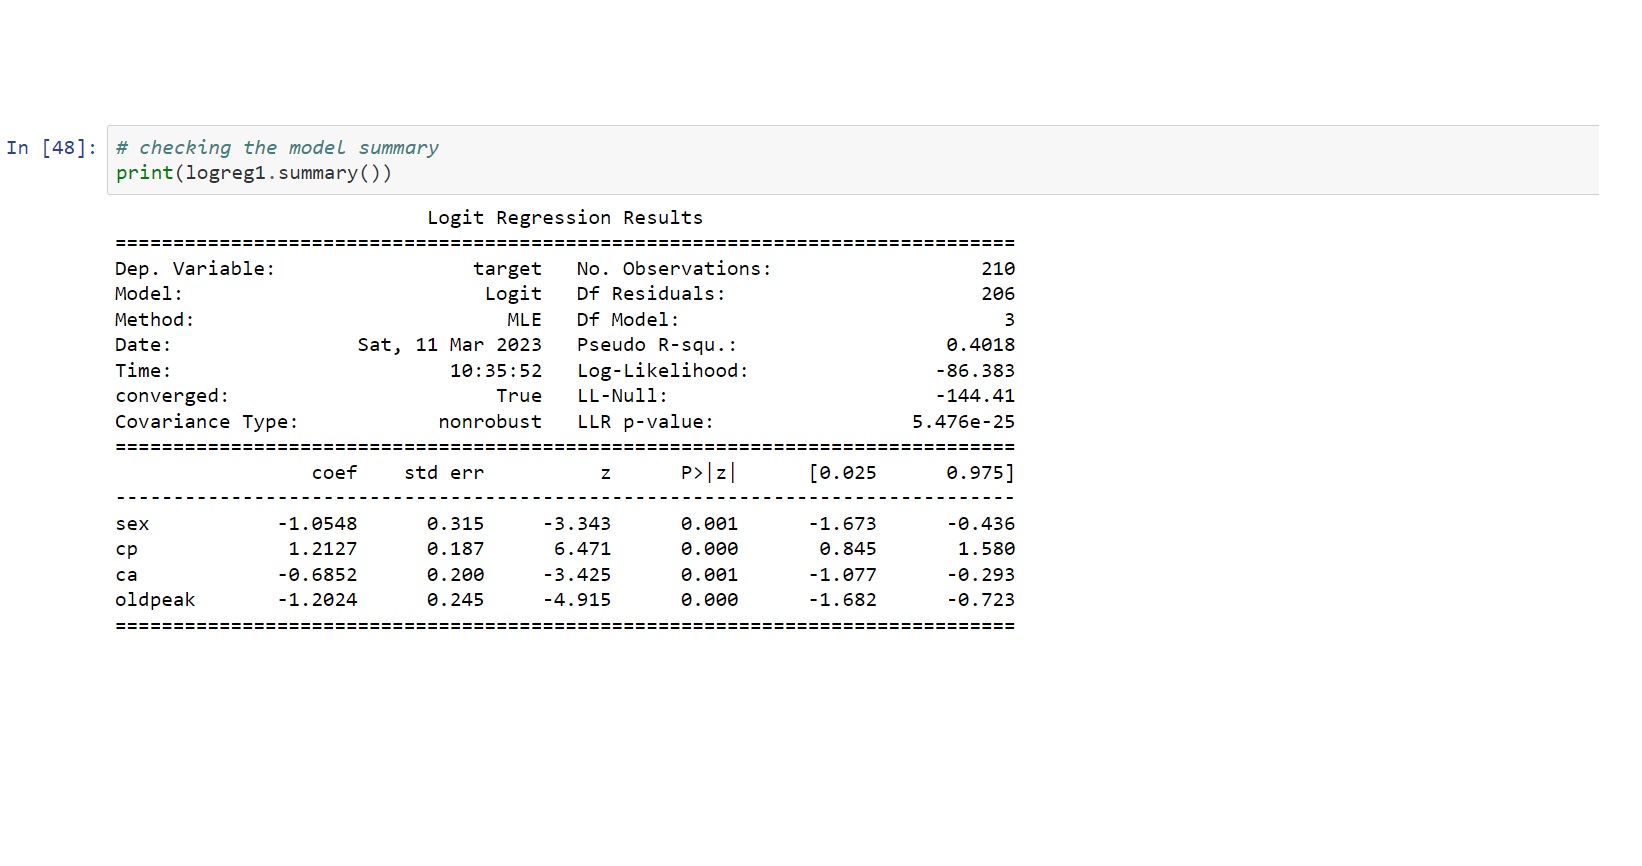 In [48]: # checking the model summary
print(logreg1.summary())
Logit Regression Results
==============================================================================
Dep. Variable:                 target   No. Observations:                  210
Model:                          Logit   Df Residuals:                      206
Method:                           MLE   Df Model:                            3
Date:                Sat, 11 Mar 2023   Pseudo R-squ.:                  0.4018
Time:                        10:35:52   Log-Likelihood:                -86.383
converged:                       True   LL-Null:                       -144.41
Covariance Type:            nonrobust   LLR p-value:                 5.476e-25
==============================================================================
                 coef    std err          z      P>|z|      [0.025      0.975]
------------------------------------------------------------------------------
sex           -1.0548      0.315     -3.343      0.001      -1.673      -0.436
cp             1.2127      0.187      6.471      0.000       0.845       1.580
ca            -0.6852      0.200     -3.425      0.001      -1.077      -0.293
oldpeak       -1.2024      0.245     -4.915      0.000      -1.682      -0.723
==============================================================================